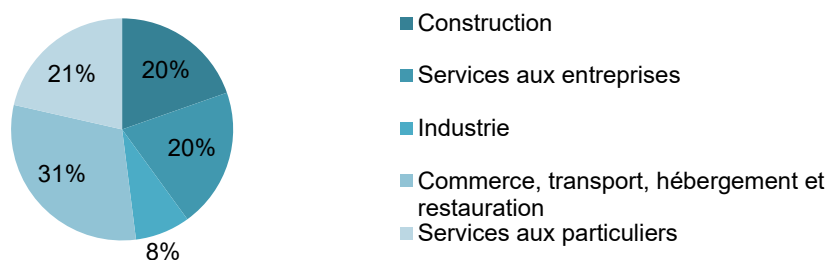 20%
20%
8%
31%
21%
Construction
Services aux entreprises
Industrie
Commerce, transport, hébergement et
restauration
Services aux particuliers